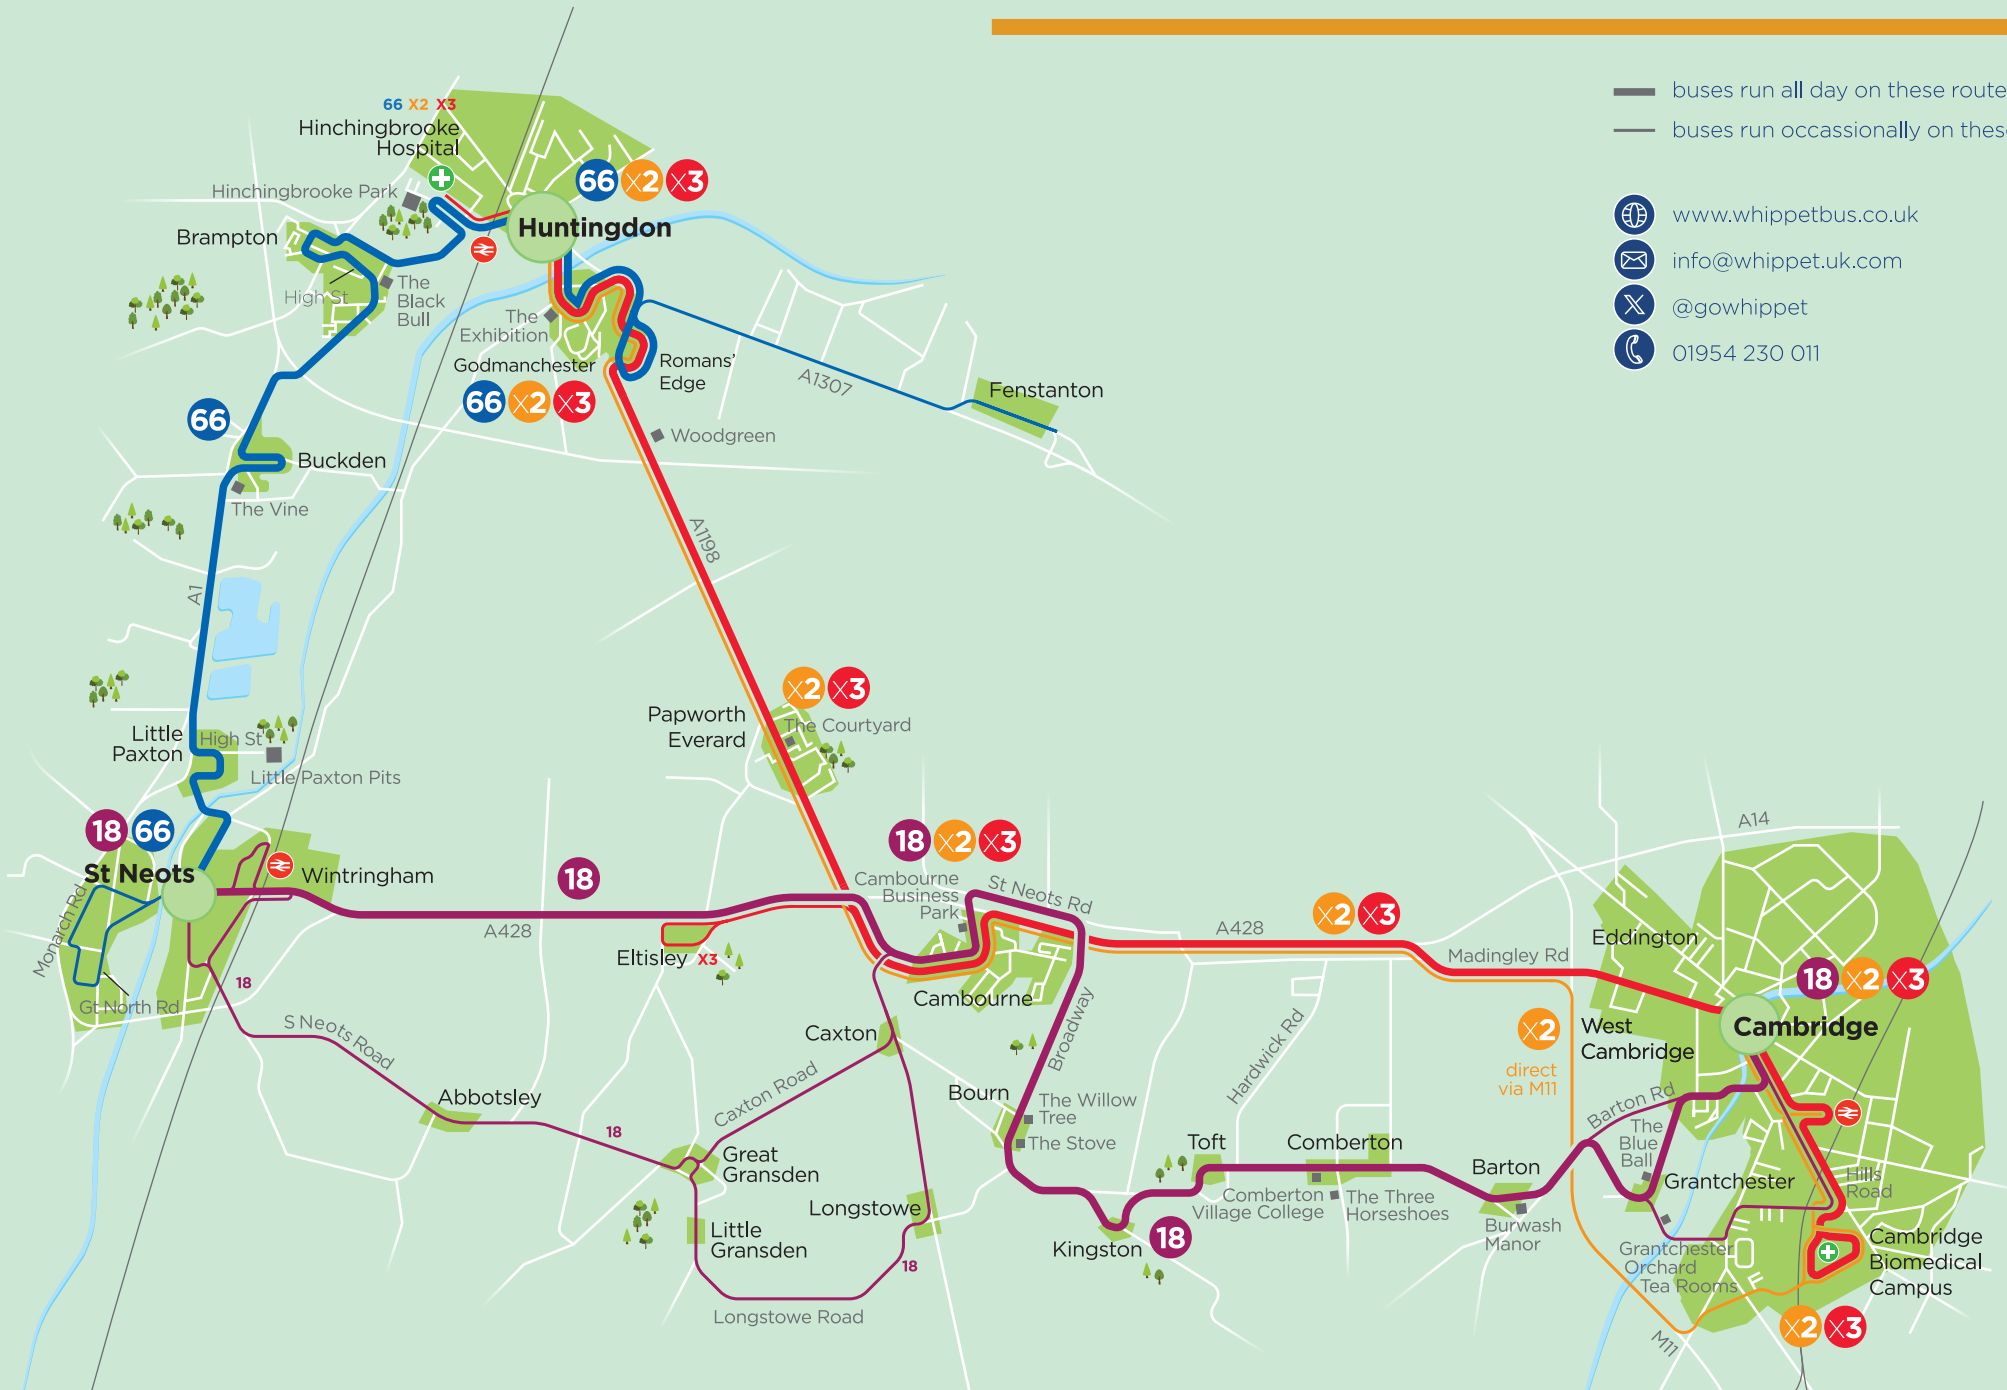 buses run all day on these route
buses run occassionally on these
www.whippetbus.co.uk
info@whippet.uk.com
@gowhippet
01954 230 011
66 X2 X3
Hinchingbrooke
Hospital
Hinchingbrooke Park
66 X2 X3
Huntingdon
Brampton
High St
The
Black
Bull
The
Exhibition
Godmanchester
66 X2 X3
Romans'
Edge
A1307
Fenstanton
Woodgreen
66
Buckden
The Vine
A1198
A1
X2 X3
Papworth
Everard
The Courtyard
Little
Paxton
High St
Little Paxton Pits
18 66
St Neots
Wintringham
18
A428
Monarch Rd
Gt North Rd
18
S Neots Road
Eltisley X3
18 X2 X3
Cambourne
Business
Park
St Neots Rd
Cambourne
X2 X3
A428
Madingley Rd
A14
Eddington
18 X2 X3
Cambridge
X2
direct
via M11
West
Cambridge
Caxton
Caxton Road
Broadway
Hardwick Rd
Abbotsley
18
Great
Gransden
Little
Gransden
Longstowe
18
Longstowe Road
Bourn
The Willow
Tree
The Stove
Kingston
18
Toft
Comberton
Comberton
Village College
The Three
Horseshoes
Barton
Burwash
Manor
Barton Rd
The
Blue
Ball
Grantchester
Grantchester
Orchard
Tea Rooms
Hills
Road
Cambridge
Biomedical
Campus
X2 X3
M11